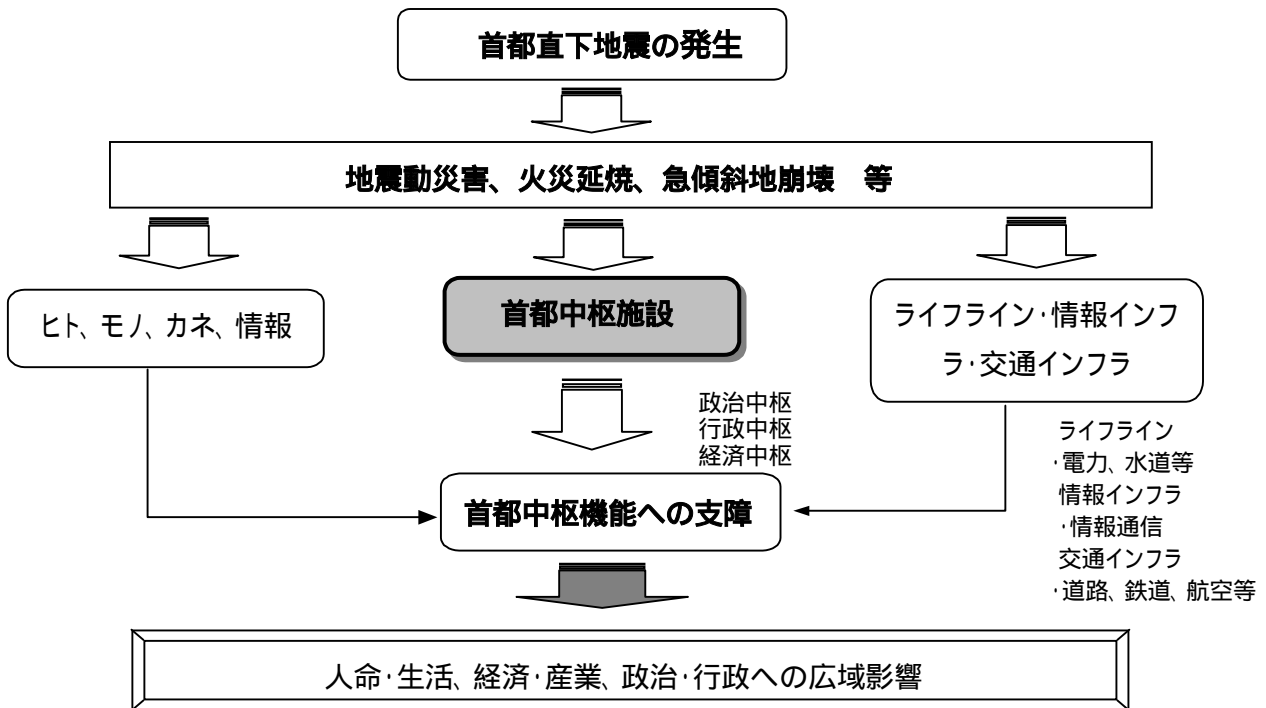 首都直下地震の発生
地震動災害、火災延焼、急傾斜地崩壊　等
ヒト、モノ、カネ、情報
首都中枢施設
ライフライン・情報インフ
ラ・交通インフラ
政治中枢
行政中枢
経済中枢
ライフライン
・電力、水道等
情報インフラ
・情報通信
交通インフラ
・道路、鉄道、航空等
首都中枢機能への支障
人命・生活、経済・産業、政治・行政への広域影響